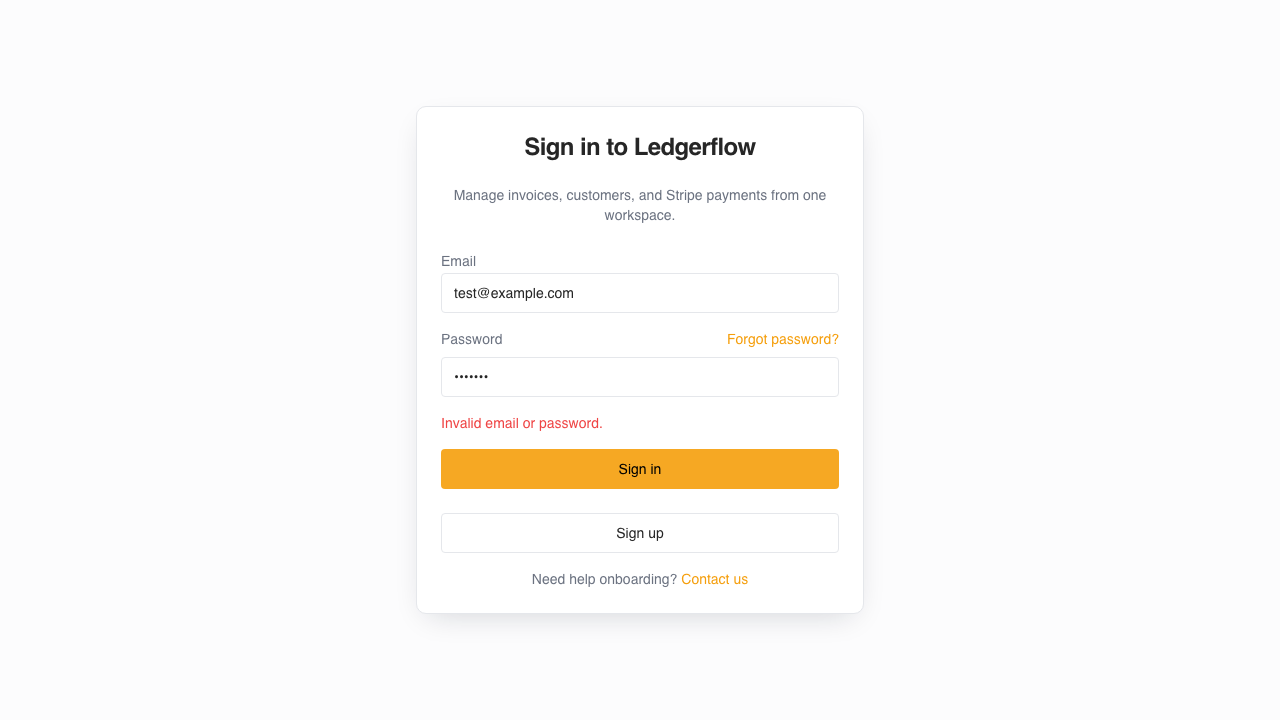 Sign in to Ledgerflow
Manage invoices, customers, and Stripe payments from one
workspace.
Email
test@example.com
Password
Forgot password?
•••••••
Invalid email or password.
Sign in
Sign up
Need help onboarding? Contact us